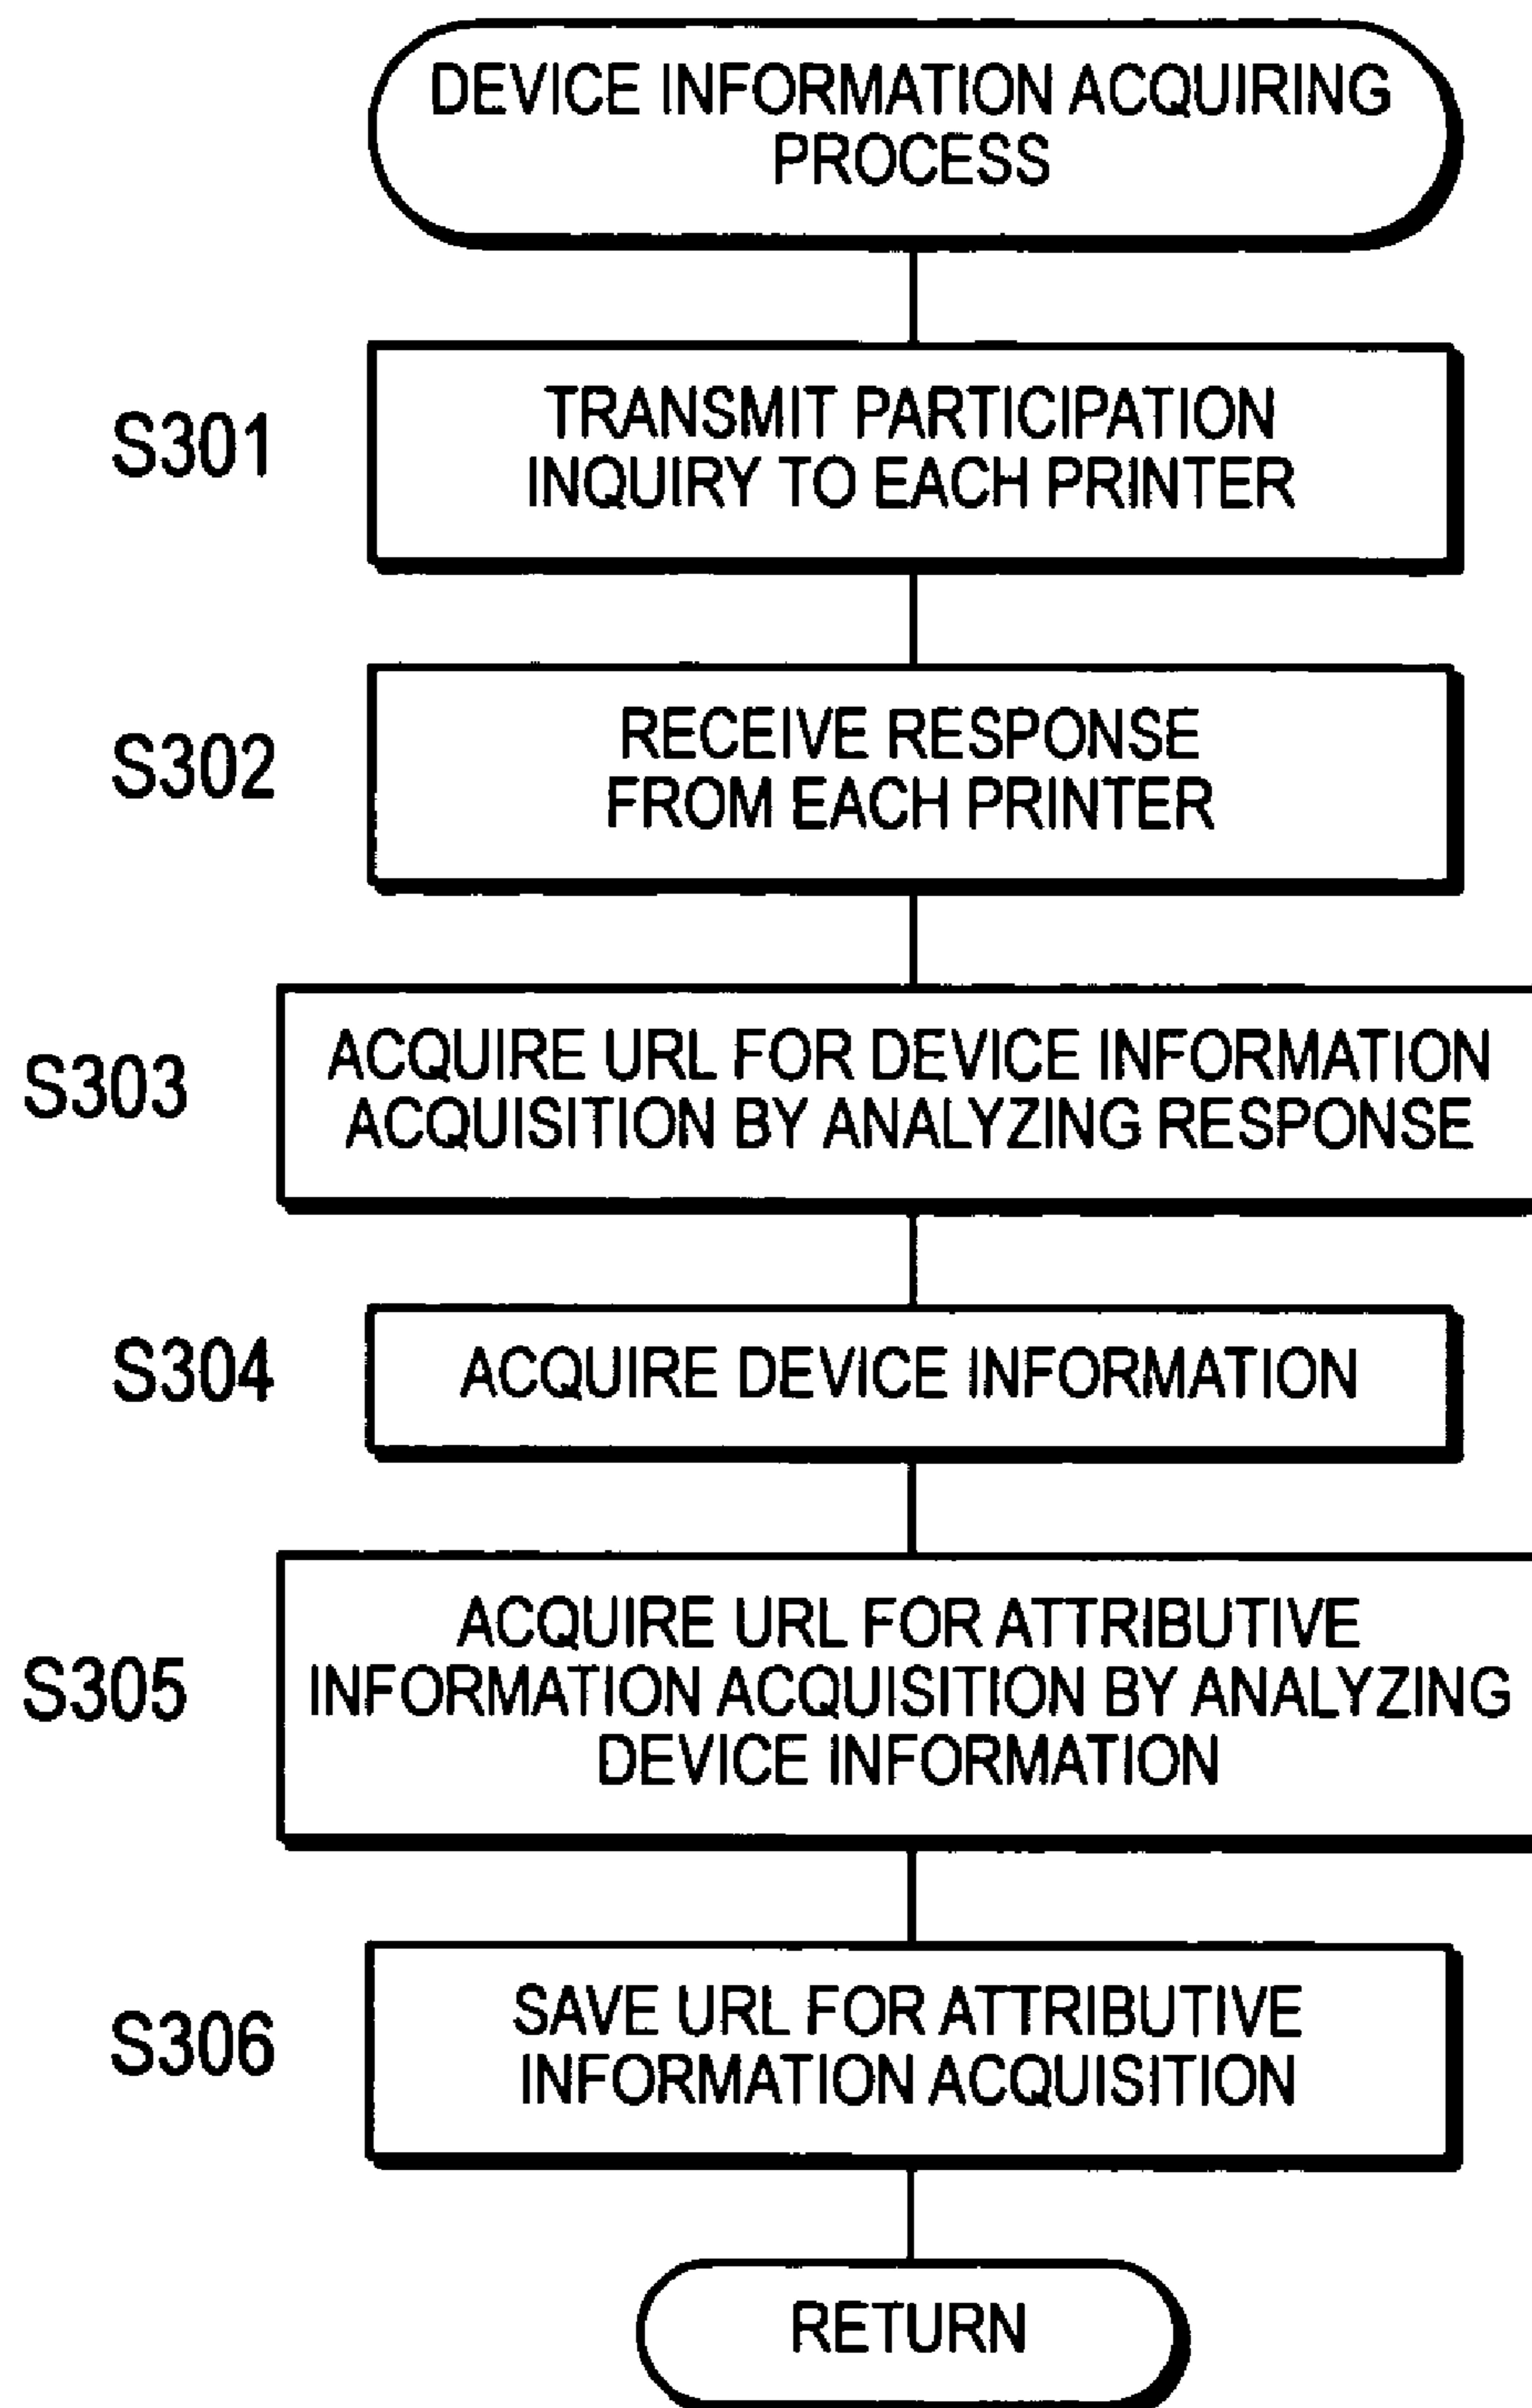 DEVICE INFORMATION ACQUIRING
PROCESS
S301
TRANSMIT PARTICIPATION
INQUIRY TO EACH PRINTER
S302
RECEIVE RESPONSE
FROM EACH PRINTER
S303
ACQUIRE URL FOR DEVICE INFORMATION
ACQUISITION BY ANALYZING RESPONSE
S304
ACQUIRE DEVICE INFORMATION
S305
ACQUIRE URL FOR ATTRIBUTIVE
INFORMATION ACQUISITION BY ANALYZING
DEVICE INFORMATION
S306
SAVE URL FOR ATTRIBUTIVE
INFORMATION ACQUISITION
RETURN